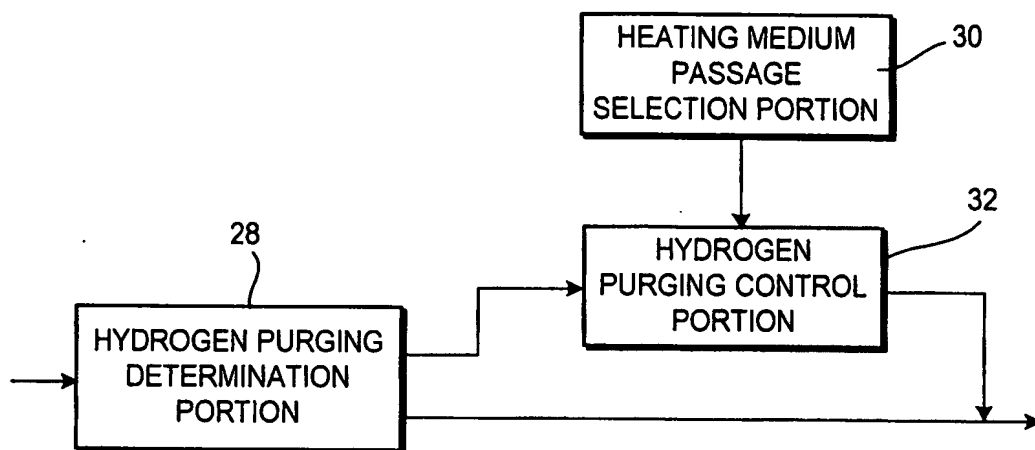 HEATING MEDIUM
PASSAGE
SELECTION PORTION
30
32
HYDROGEN
PURGING CONTROL
PORTION
28
HYDROGEN PURGING
DETERMINATION
PORTION